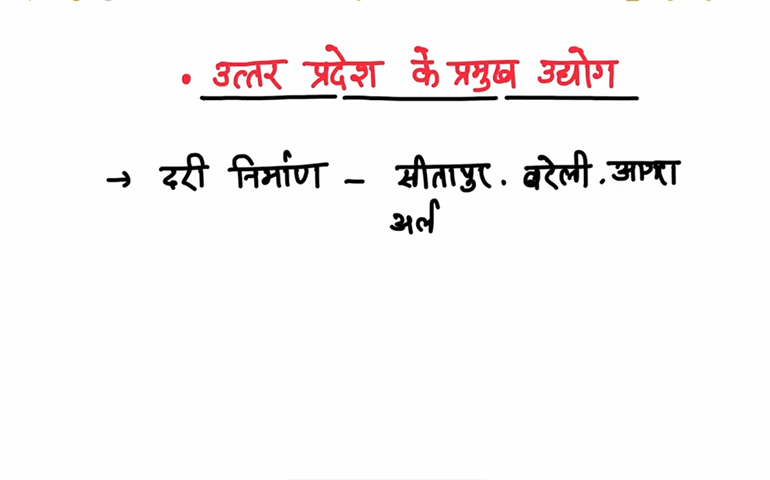 • उत्तर प्रदेश के प्रमुख उद्योग
→ दरी निर्माण – सीतापुर. बरेली. आगरा
अर्ल